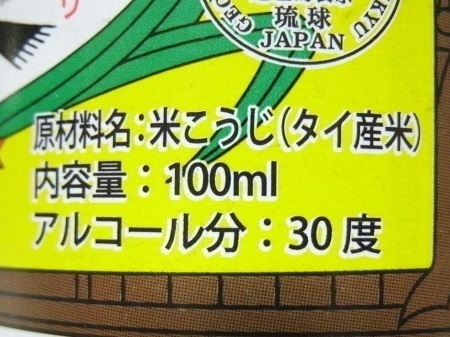 琉球
JAPAN
原材料名：米こうじ（タイ産米）
内容量：100ml
アルコール分：30度